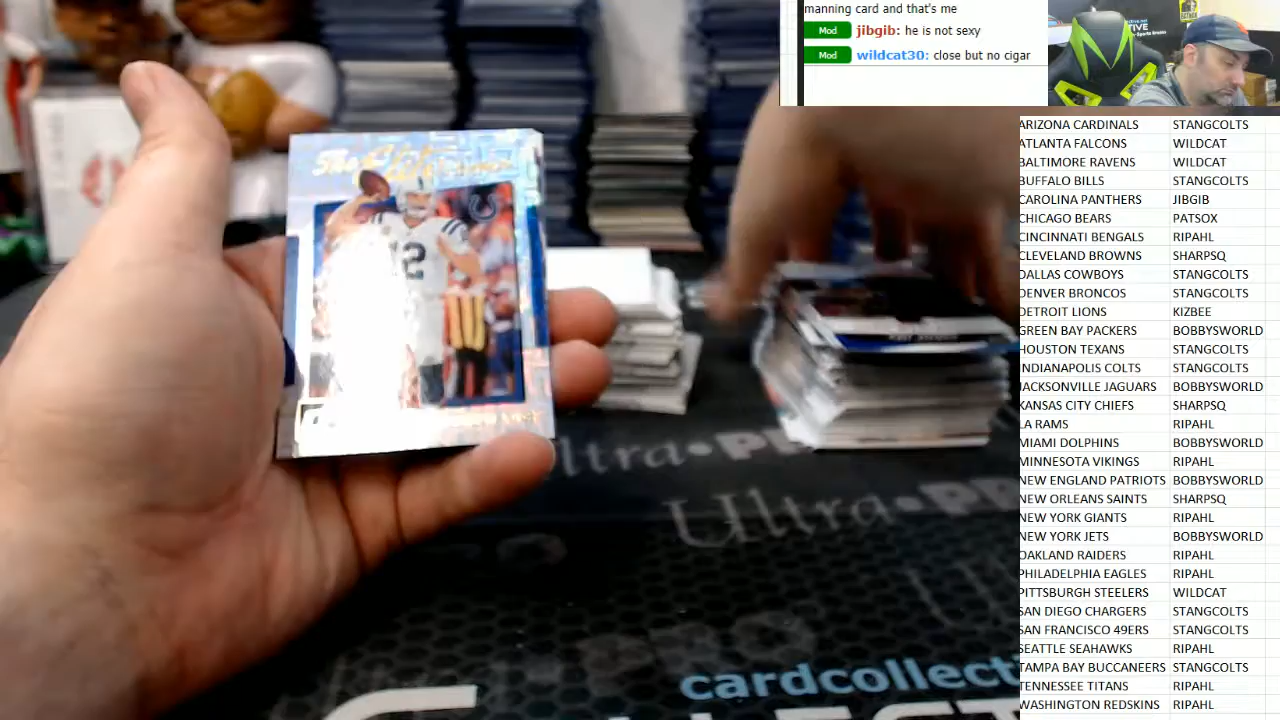 manning card and that's me
Mod jibgib: he is not sexy
Mod wildcat30: close but no cigar
ARIZONA CARDINALS STANGCOLTS
ATLANTA FALCONS WILDCAT
BALTIMORE RAVENS WILDCAT
BUFFALO BILLS STANGCOLTS
CAROLINA PANTHERS JIBGIB
CHICAGO BEARS PATSOX
CINCINNATI BENGALS RIPAHL
CLEVELAND BROWNS SHARPSQ
DALLAS COWBOYS STANGCOLTS
DENVER BRONCOS STANGCOLTS
DETROIT LIONS KIZBEE
GREEN BAY PACKERS BOBBYSWORLD
HOUSTON TEXANS STANGCOLTS
INDIANAPOLIS COLTS STANGCOLTS
JACKSONVILLE JAGUARS BOBBYSWORLD
KANSAS CITY CHIEFS SHARPSQ
LA RAMS RIPAHL
MIAMI DOLPHINS BOBBYSWORLD
MINNESOTA VIKINGS RIPAHL
NEW ENGLAND PATRIOTS BOBBYSWORLD
NEW ORLEANS SAINTS SHARPSQ
NEW YORK GIANTS RIPAHL
NEW YORK JETS BOBBYSWORLD
OAKLAND RAIDERS RIPAHL
PHILADELPHIA EAGLES RIPAHL
PITTSBURGH STEELERS WILDCAT
SAN DIEGO CHARGERS STANGCOLTS
SAN FRANCISCO 49ERS STANGCOLTS
SEATTLE SEAHAWKS RIPAHL
TAMPA BAY BUCCANEERS STANGCOLTS
TENNESSEE TITANS RIPAHL
WASHINGTON REDSKINS RIPAHL
The Elite Series
12
Ultra•PRO
Ultra•PRO
cardcollecti